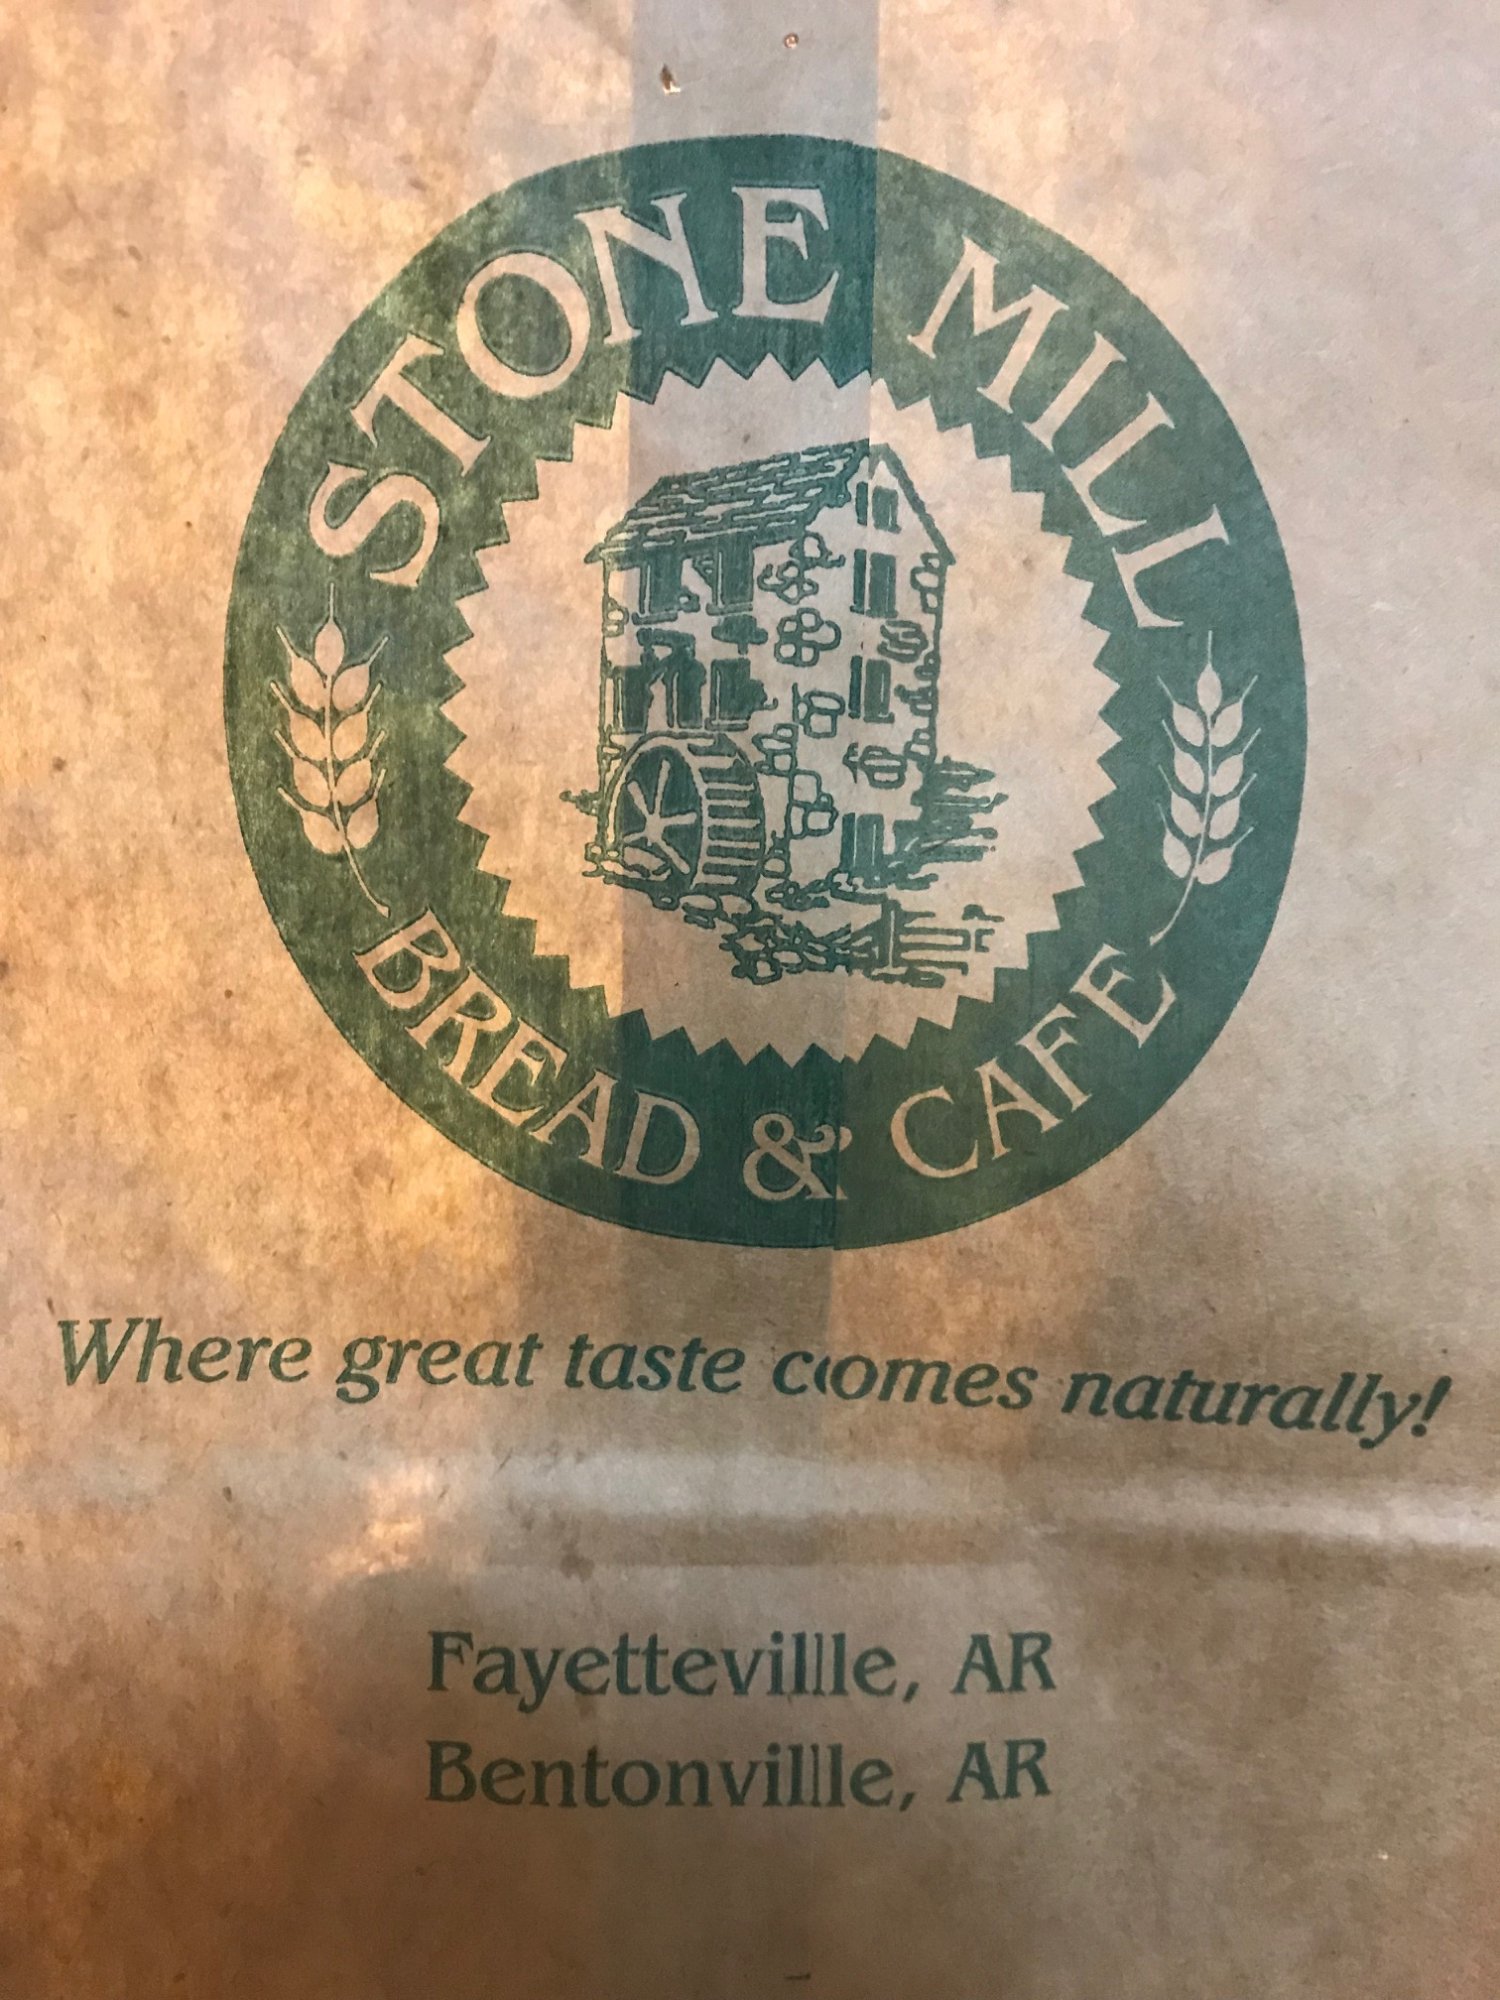 STONE MILL
BREAD & CAFE
Where great taste comes naturally!
Fayetteville, AR
Bentonville, AR